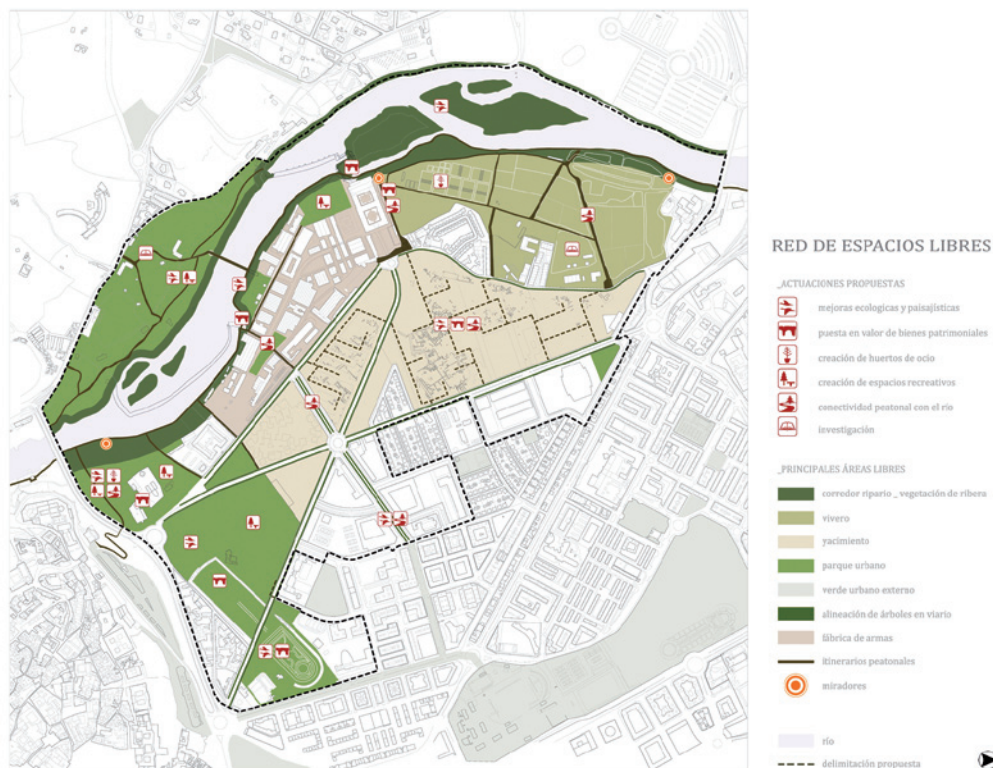 RED DE ESPACIOS LIBRES
_ACTUACIONES PROPUESTAS
mejoras ecologicas y paisajísticas
puesta en valor de bienes patrimoniales
creación de huertos de ocio
creación de espacios recreativos
conectividad peatonal con el río
investigación
_PRINCIPALES ÁREAS LIBRES
corredor ripario _ vegetación de ribera
vivero
yacimiento
parque urbano
verde urbano externo
alineación de árboles en viario
fábrica de armas
itinerarios peatonales
miradores
río
delimitación propuesta